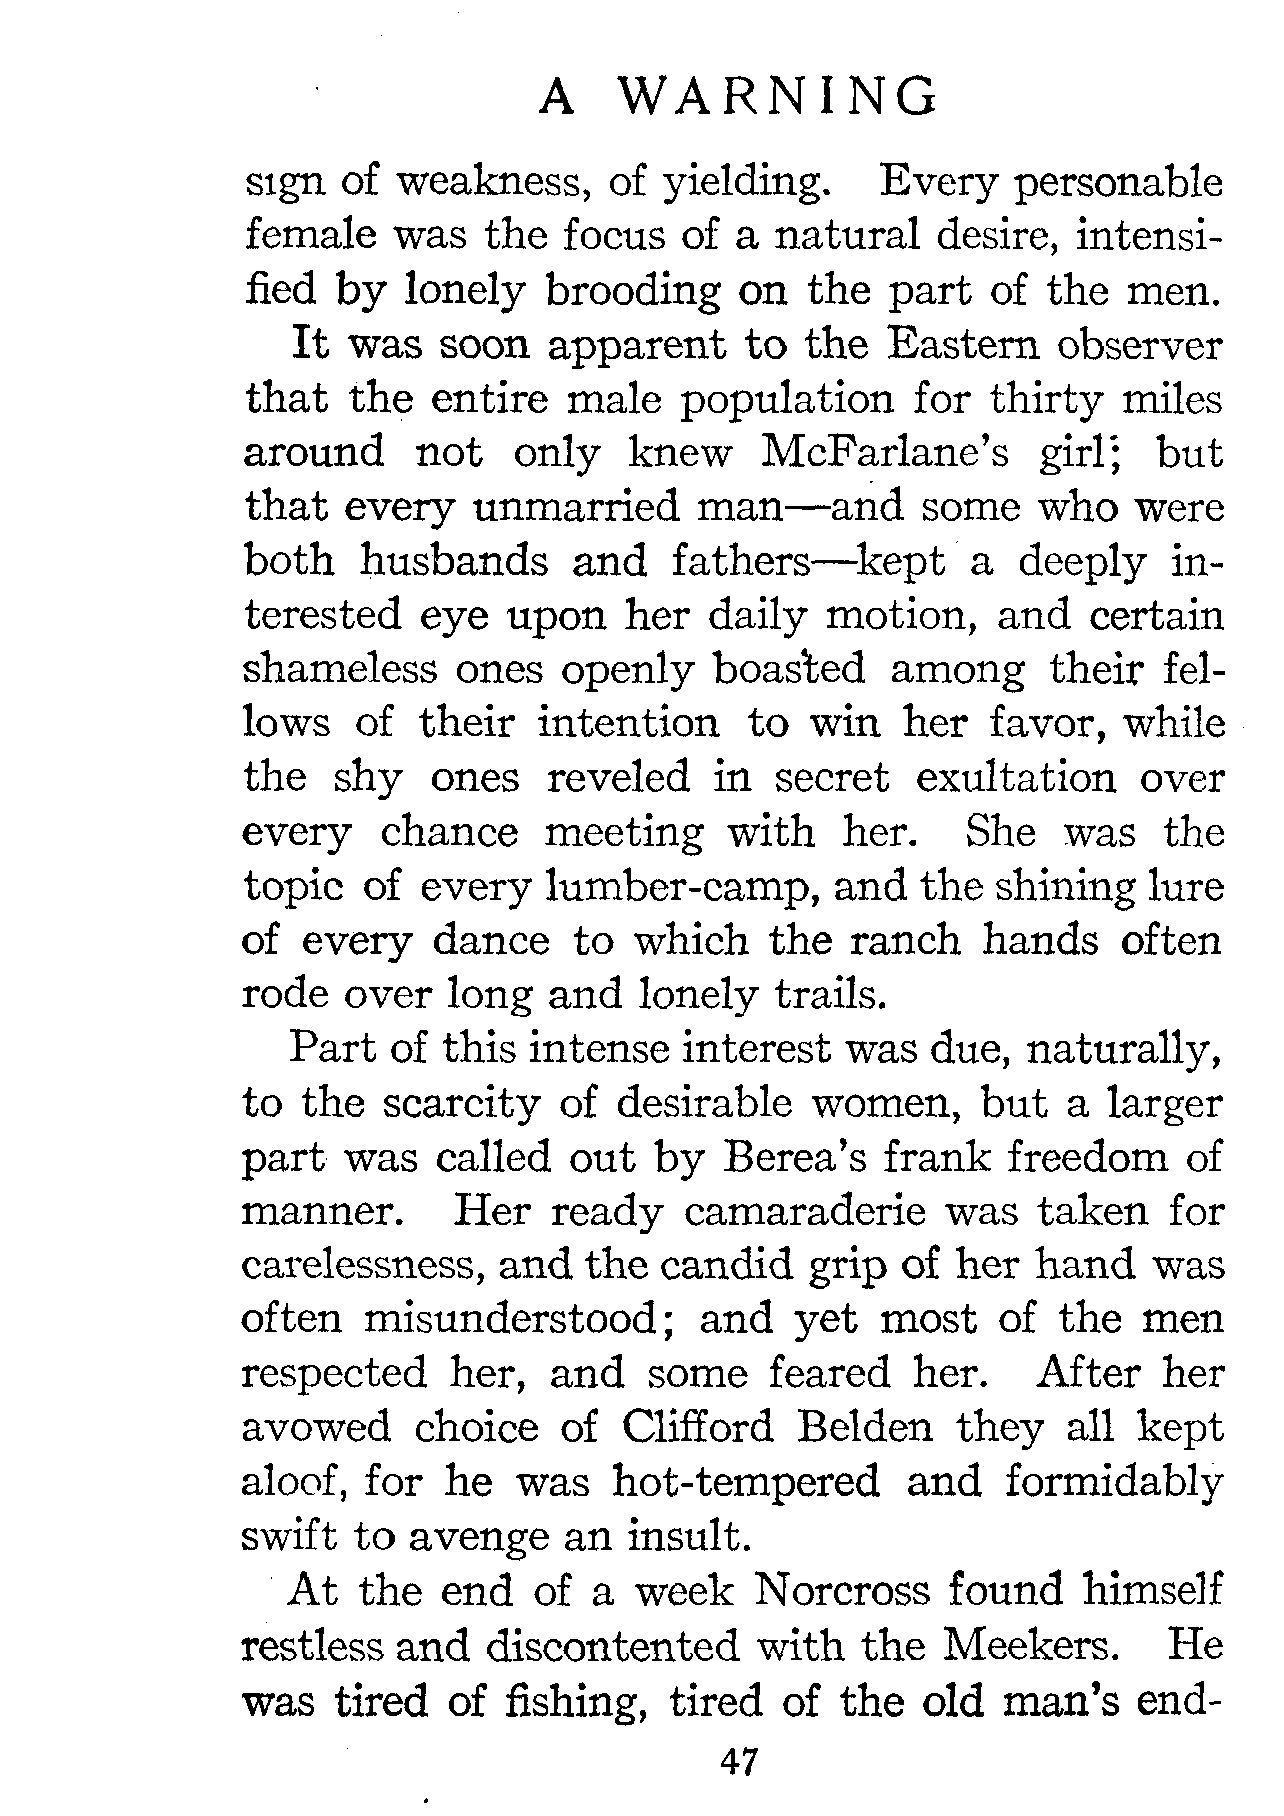 A WARNING
sign of weakness, of yielding. Every personable
female was the focus of a natural desire, intensi-
fied by lonely brooding on the part of the men.
It was soon apparent to the Eastern observer
that the entire male population for thirty miles
around not only knew McFarlane's girl; but
that every unmarried man—and some who were
both husbands and fathers—kept a deeply in-
terested eye upon her daily motion, and certain
shameless ones openly boasted among their fel-
lows of their intention to win her favor, while
the shy ones reveled in secret exultation over
every chance meeting with her. She was the
topic of every lumber-camp, and the shining lure
of every dance to which the ranch hands often
rode over long and lonely trails.
Part of this intense interest was due, naturally,
to the scarcity of desirable women, but a larger
part was called out by Berea's frank freedom of
manner. Her ready camaraderie was taken for
carelessness, and the candid grip of her hand was
often misunderstood; and yet most of the men
respected her, and some feared her. After her
avowed choice of Clifford Belden they all kept
aloof, for he was hot-tempered and formidably
swift to avenge an insult.
At the end of a week Norcross found himself
restless and discontented with the Meekers. He
was tired of fishing, tired of the old man's end-
47